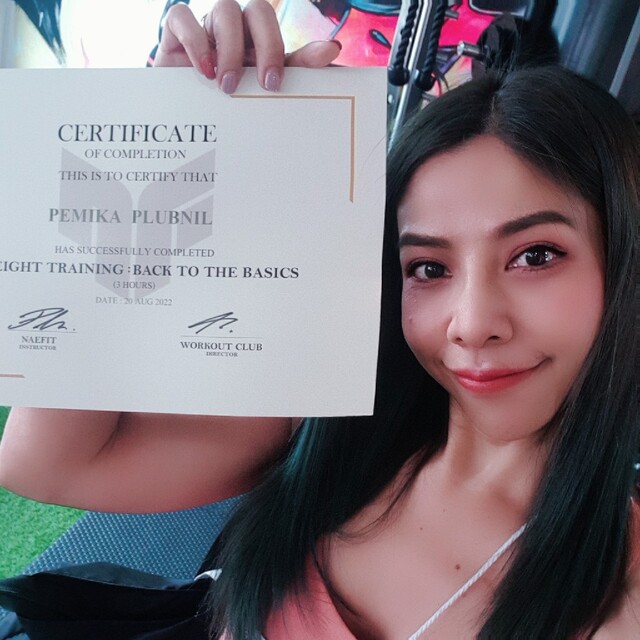 CERTIFICATE
OF COMPLETION
THIS IS TO CERTIFY THAT
PEMIKA PLUBNIL
HAS SUCCESSFULLY COMPLETED
EIGHT TRAINING : BACK TO THE BASICS
(3 HOURS)
DATE : 20 AUG 2022
NAEFIT
INSTRUCTOR
WORKOUT CLUB
DIRECTOR